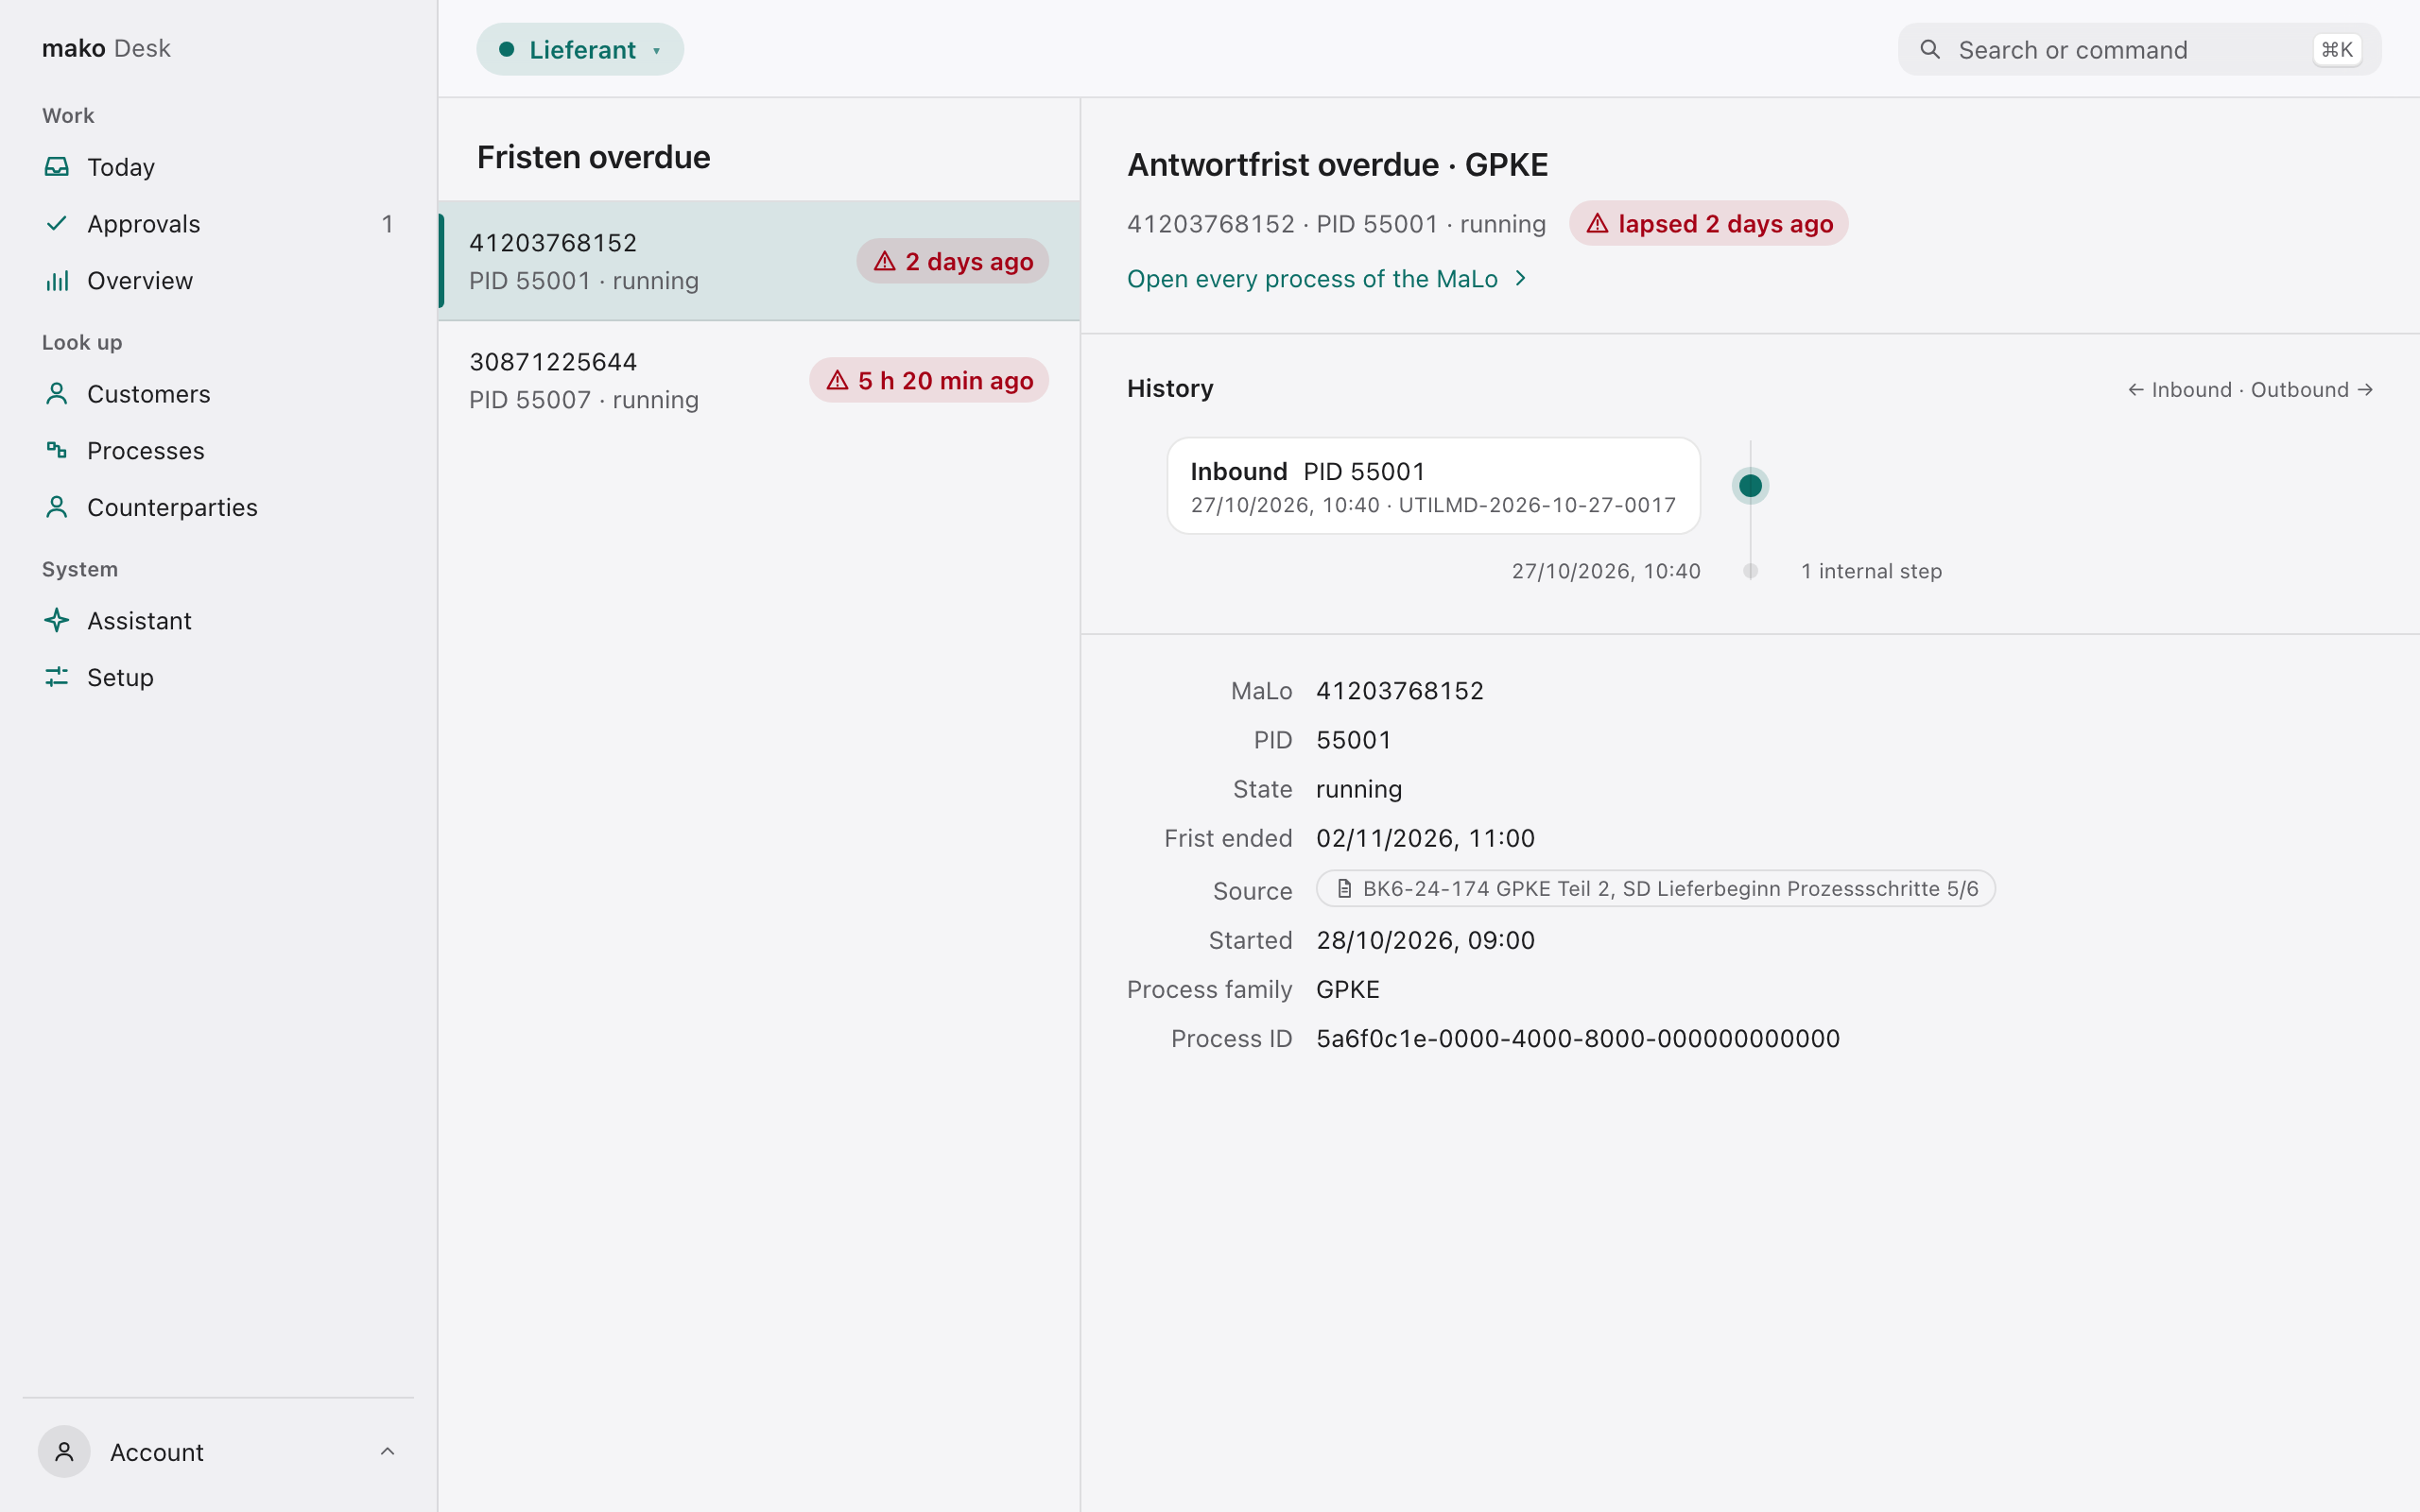 mako Desk
Work
Today
Approvals 1
Overview
Look up
Customers
Processes
Counterparties
System
Assistant
Setup
Account
Lieferant
Search or command ⌘K
Fristen overdue
41203768152
PID 55001 · running
2 days ago
30871225644
PID 55007 · running
5 h 20 min ago
Antwortfrist overdue · GPKE
41203768152 · PID 55001 · running
lapsed 2 days ago
Open every process of the MaLo
History
← Inbound · Outbound →
Inbound PID 55001
27/10/2026, 10:40 · UTILMD-2026-10-27-0017
27/10/2026, 10:40
1 internal step
MaLo 41203768152
PID 55001
State running
Frist ended 02/11/2026, 11:00
Source BK6-24-174 GPKE Teil 2, SD Lieferbeginn Prozessschritte 5/6
Started 28/10/2026, 09:00
Process family GPKE
Process ID 5a6f0c1e-0000-4000-8000-000000000000